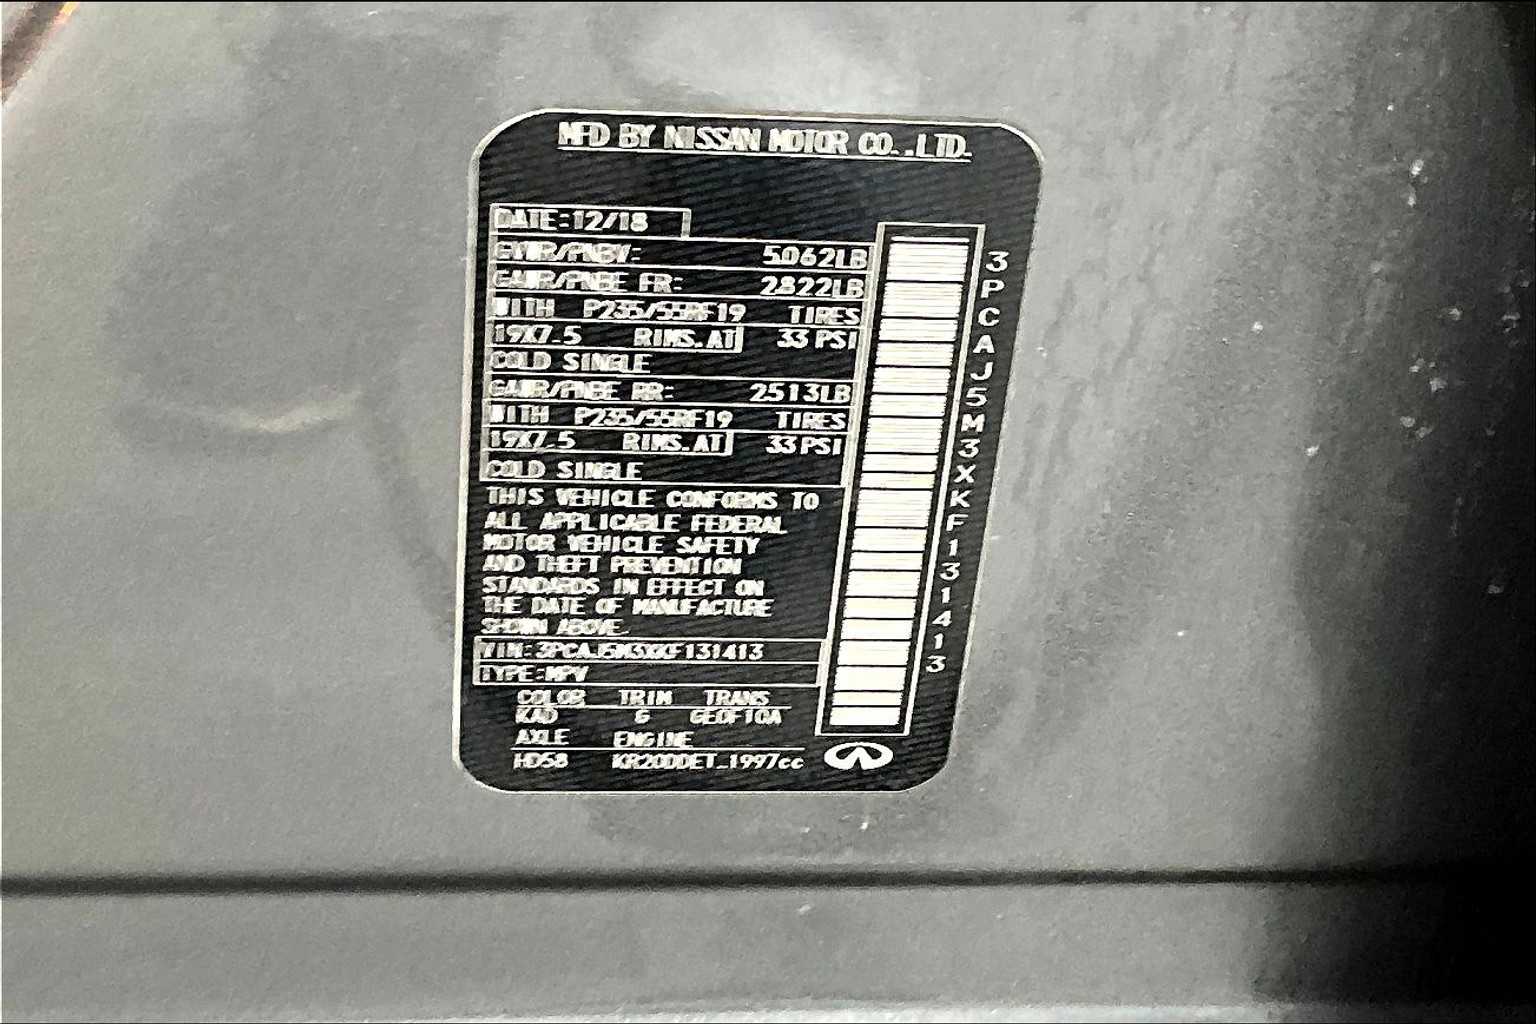 MFD BY NISSAN MOTOR CO.,LTD.
DATE:12/18
GVWR/PNBV: 5,062LB
GAWR/PNBE FR: 2822LB
WITH P235/55RF19 TIRES
19X7.5 RIMS.AT 33 PSI
COLD SINGLE
GAWR/PNBE RR: 2513LB
WITH P235/55RF19 TIRES
19X7.5 RIMS.AT 33 PSI
COLD SINGLE
THIS VEHICLE CONFORMS TO
ALL APPLICABLE FEDERAL
MOTOR VEHICLE SAFETY
AND THEFT PREVENTION
STANDARDS IN EFFECT ON
THE DATE OF MANUFACTURE
SHOWN ABOVE.
VIN:3PCAJ5M3XKF131413
TYPE:MPV
COLOR TRIM TRANS
KAD G GE0F10A
AXLE ENGINE
HD58 KR20DDET 1997cc
3PCAJ5M3XKF131413